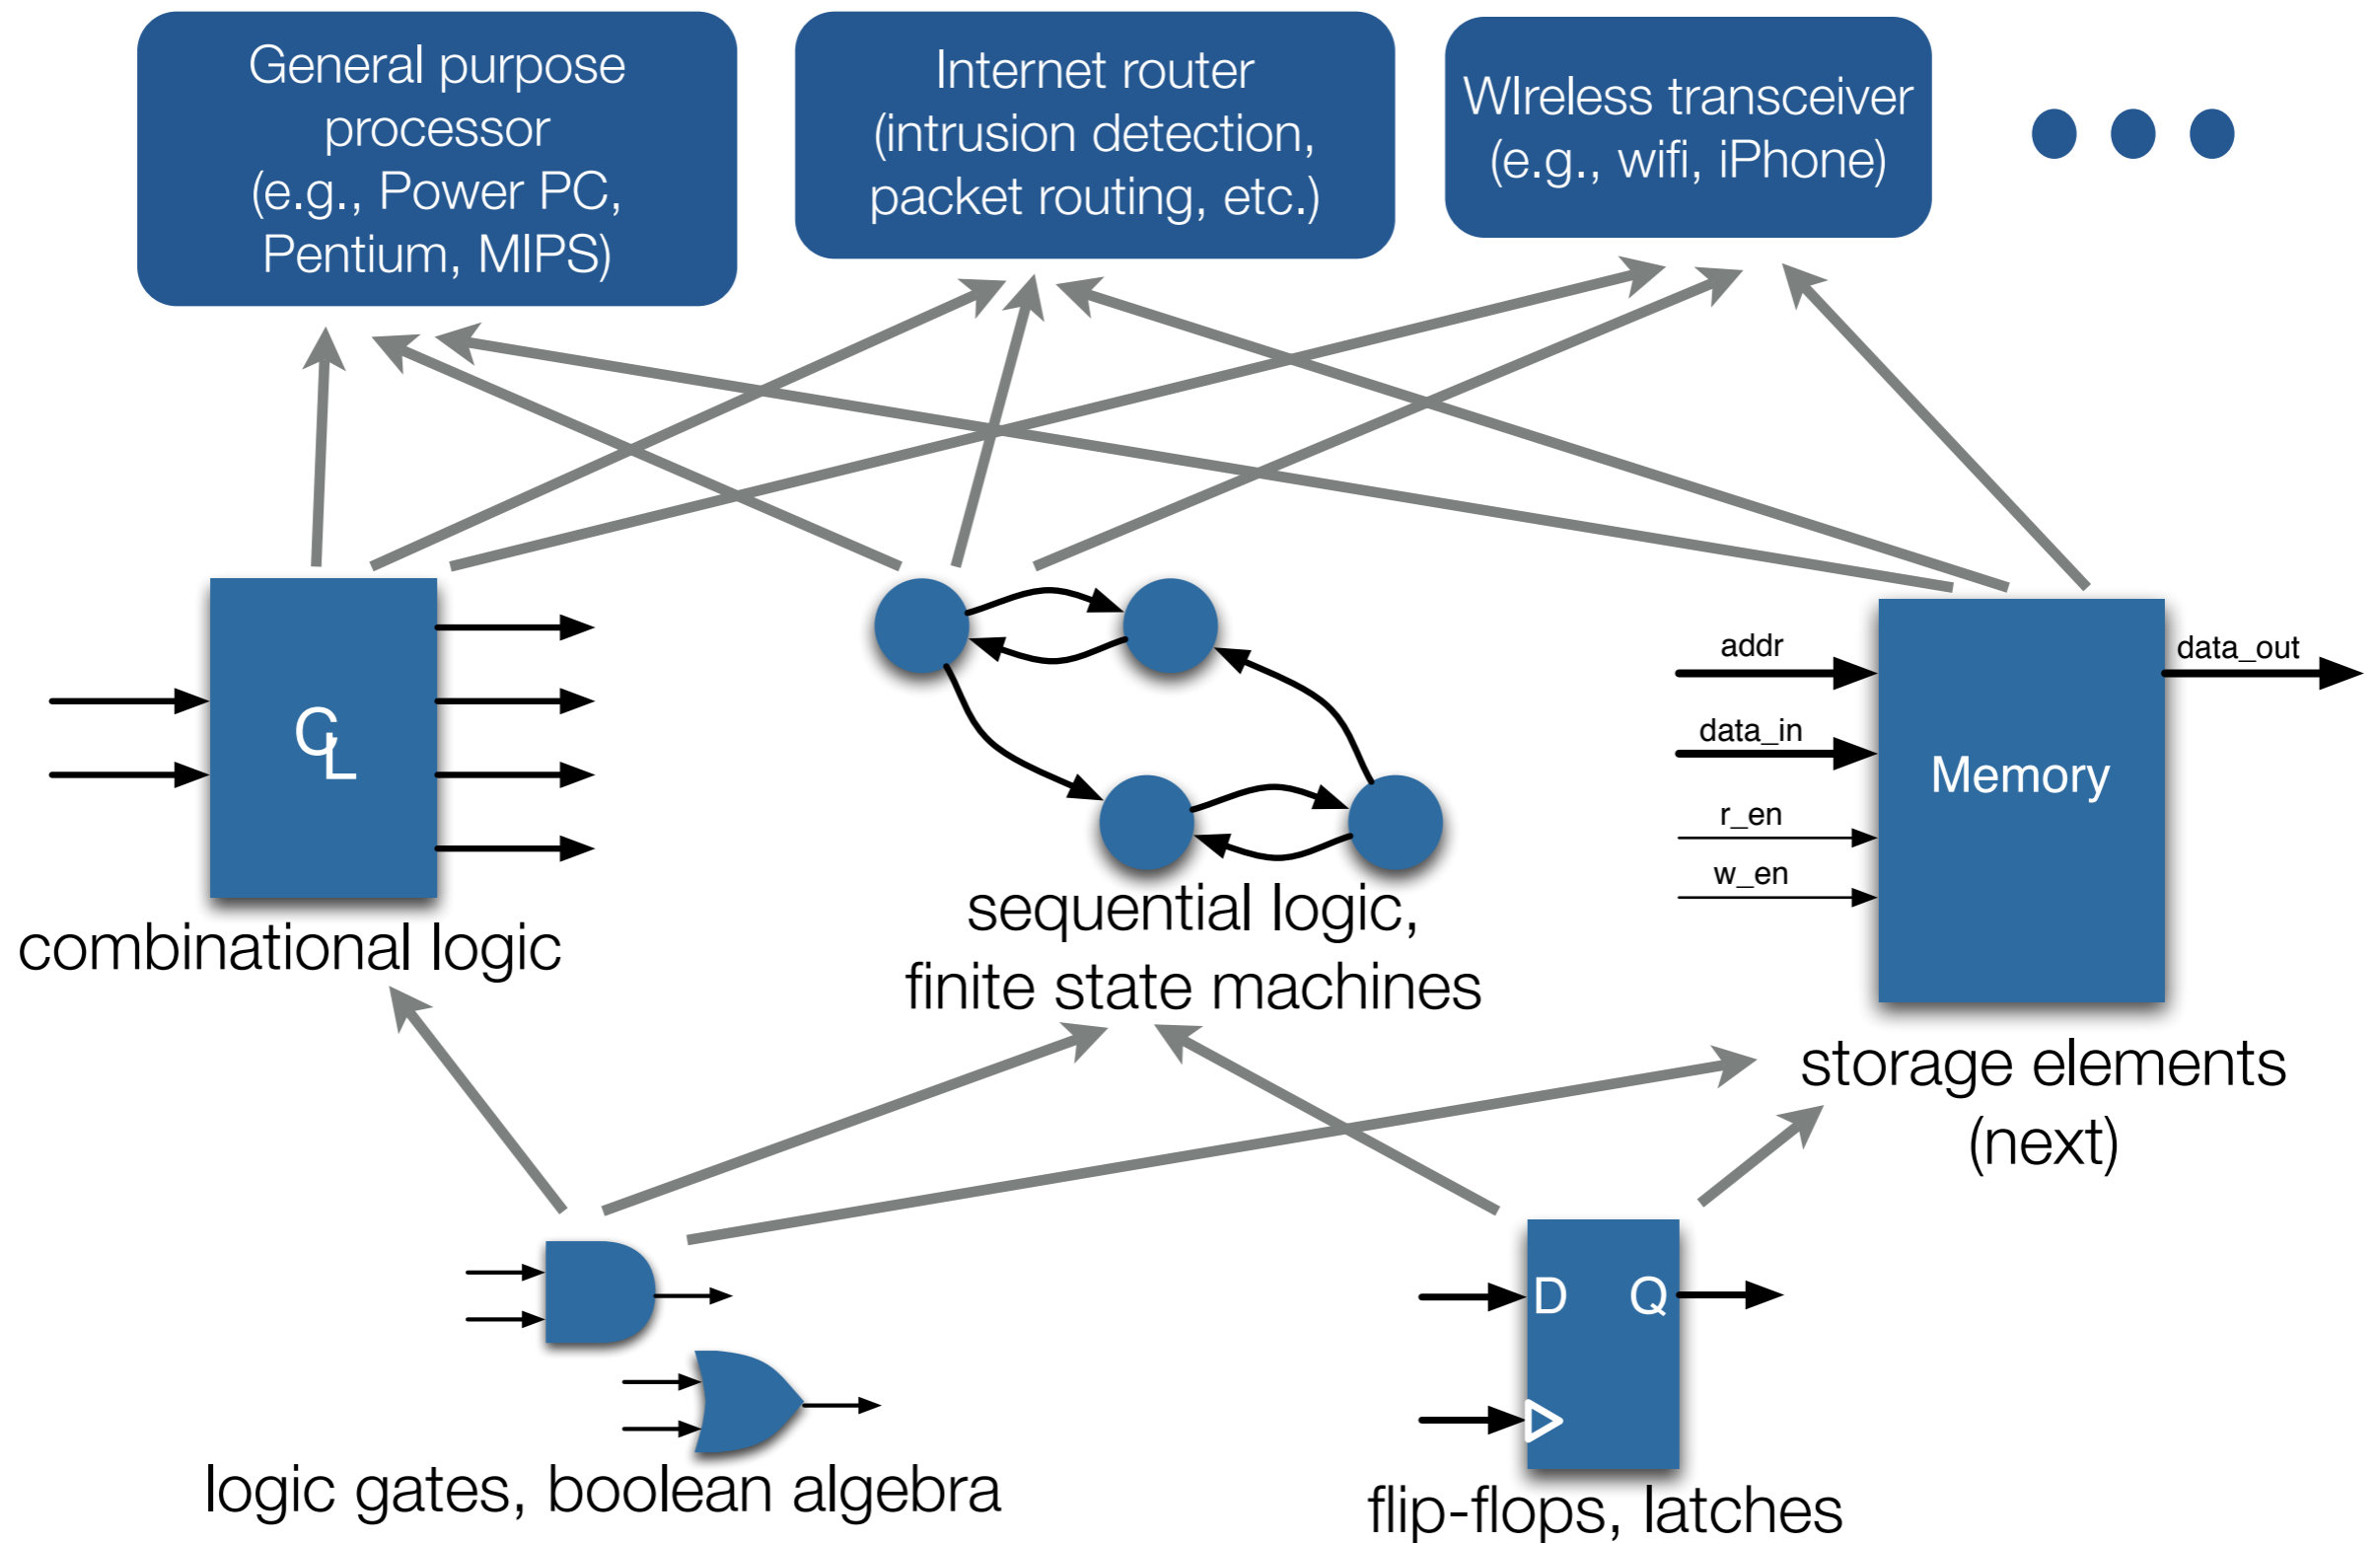 General purpose
processor
(e.g., Power PC,
Pentium, MIPS)
Internet router
(intrusion detection,
packet routing, etc.)
WIreless transceiver
(e.g., wifi, iPhone)
CL
combinational logic
sequential logic,
finite state machines
addr
data_in
r_en
w_en
Memory
data_out
storage elements
(next)
logic gates, boolean algebra
D Q
flip-flops, latches